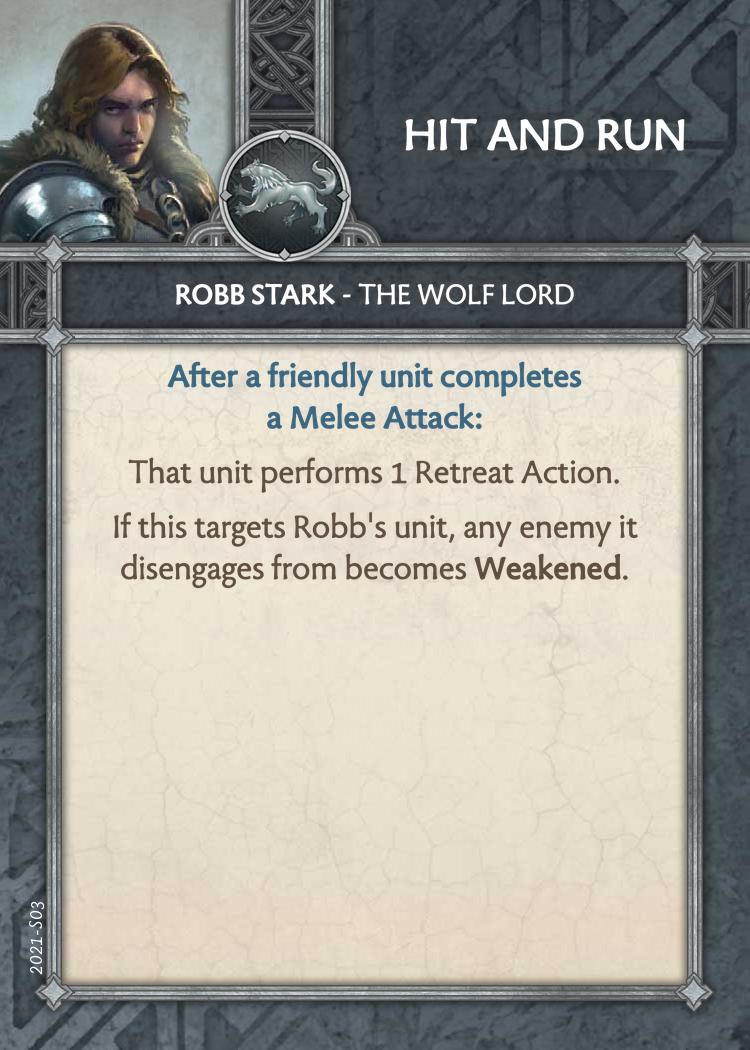 HIT AND RUN
ROBB STARK - THE WOLF LORD
After a friendly unit completes
a Melee Attack:
That unit performs 1 Retreat Action.
If this targets Robb's unit, any enemy it
disengages from becomes Weakened.
2021-S03